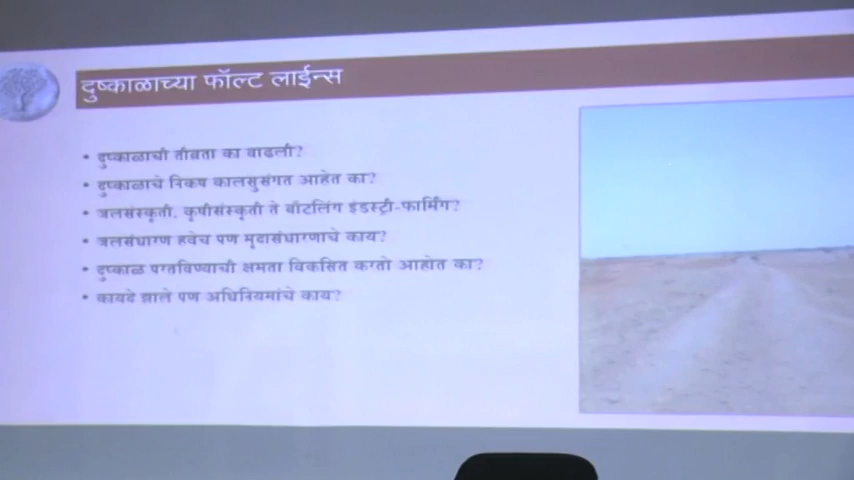 दुष्काळाच्या फॉल्ट लाईन्स
• दुष्काळाची तीव्रता का वाढली?
• दुष्काळाचे निकष कालसुसंगत आहेत का?
• जलसंस्कृती, कृषीसंस्कृती ते बॉटलिंग इंडस्ट्री-फार्मिंग?
• जलसंधारण हवेच पण मृदासंधारणाचे काय?
• दुष्काळ परतविण्याची क्षमता विकसित करतो आहोत का?
• कायदे झाले पण अधिनियमांचे काय?